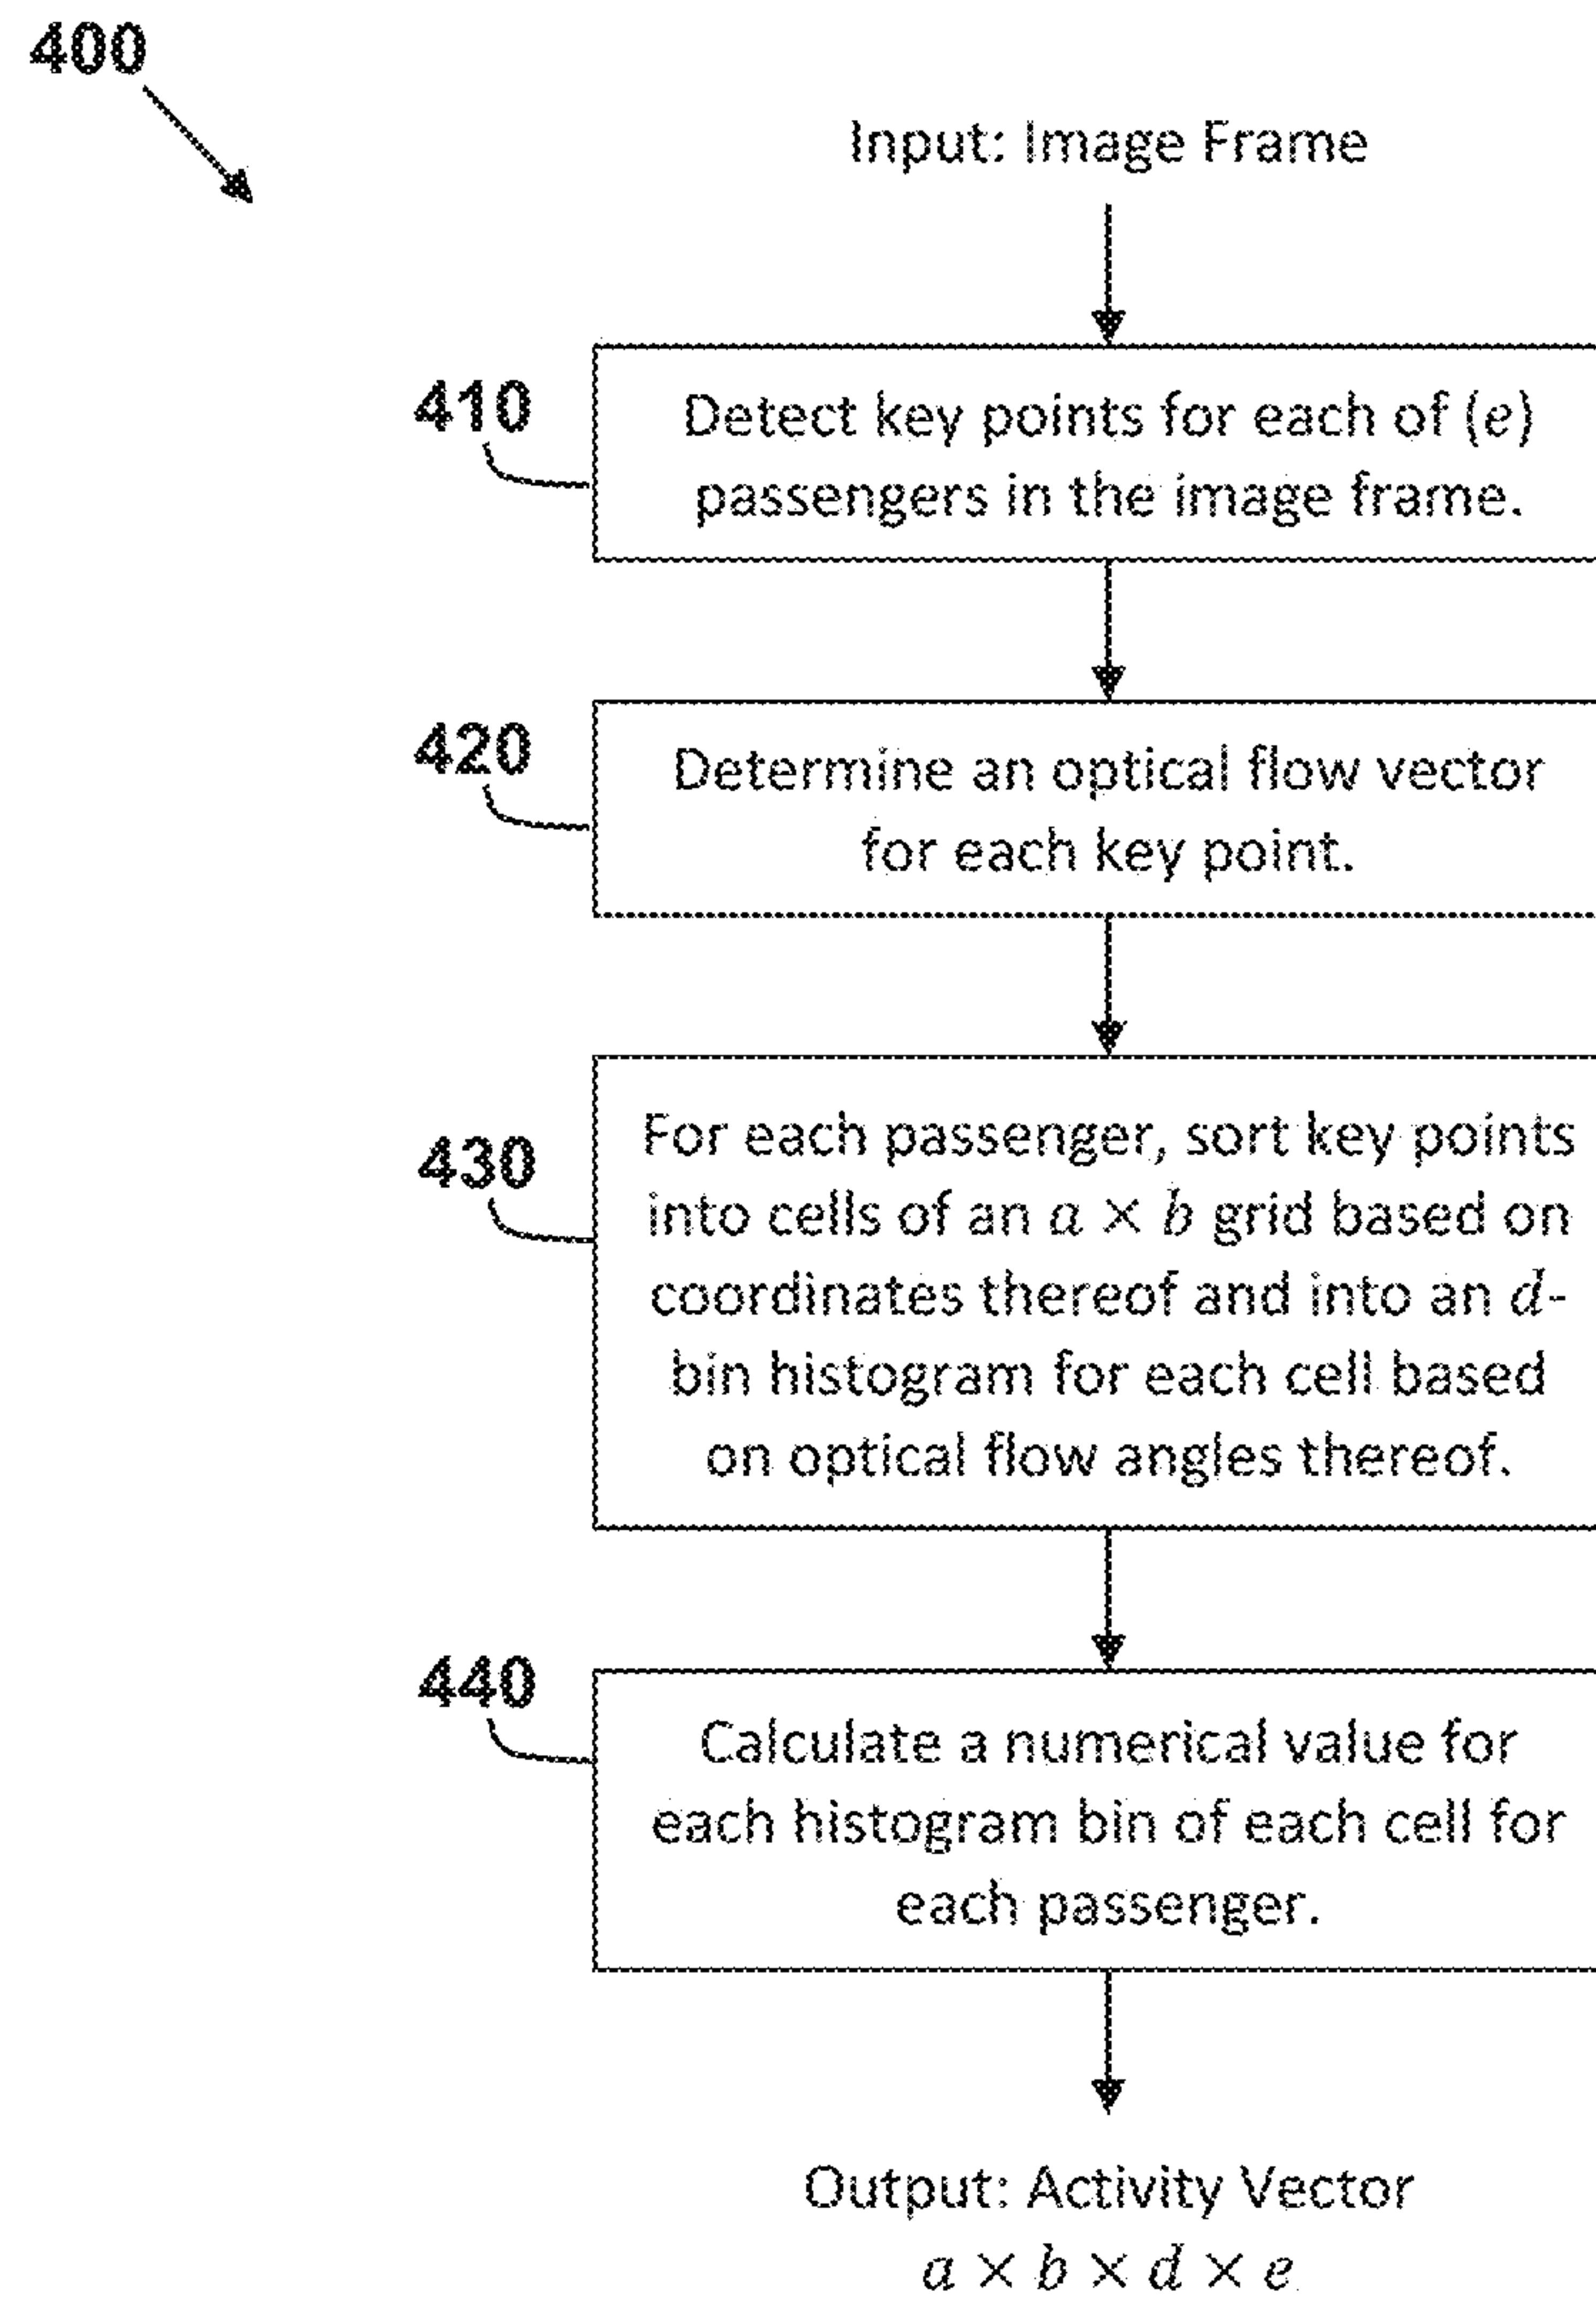 400
Input: Image Frame
410
Detect key points for each of (e)
passengers in the image frame.
420
Determine an optical flow vector
for each key point.
430
For each passenger, sort key points
into cells of an a × b grid based on
coordinates thereof and into an d-
bin histogram for each cell based
on optical flow angles thereof.
440
Calculate a numerical value for
each histogram bin of each cell for
each passenger.
Output: Activity Vector
a × b × d × e